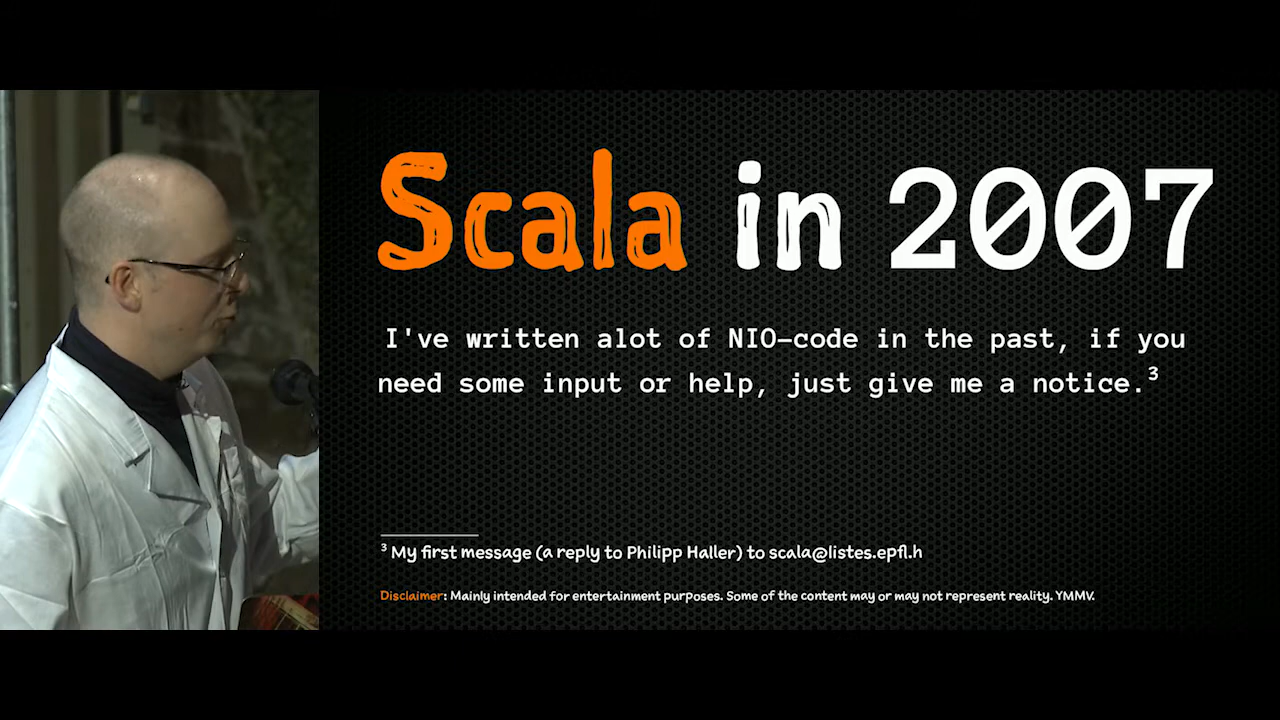 Scala in 2007
I've written alot of NIO-code in the past, if you
need some input or help, just give me a notice.³
³ My first message (a reply to Philipp Haller) to scala@listes.epfl.h
Disclaimer: Mainly intended for entertainment purposes. Some of the content may or may not represent reality. YMMV.